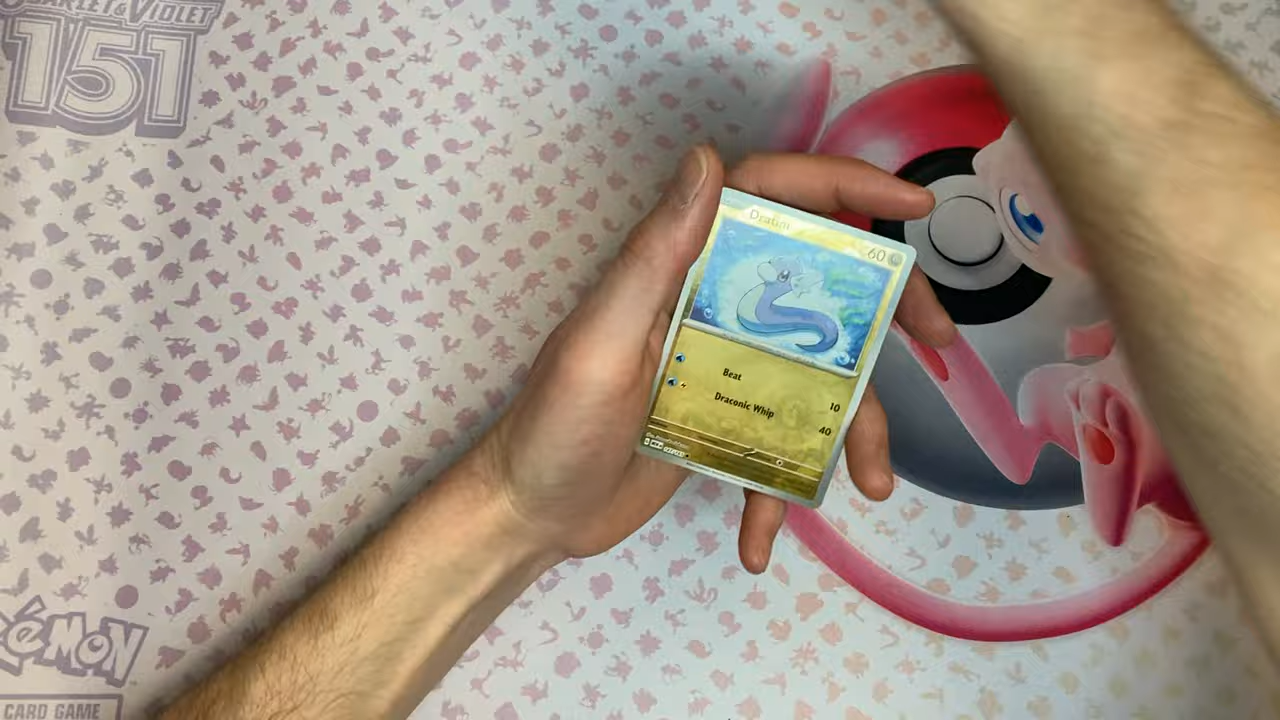 SCARLET & VIOLET
151
Dratini
60
Beat
10
Draconic Whip
40
POKéMON
CARD GAME